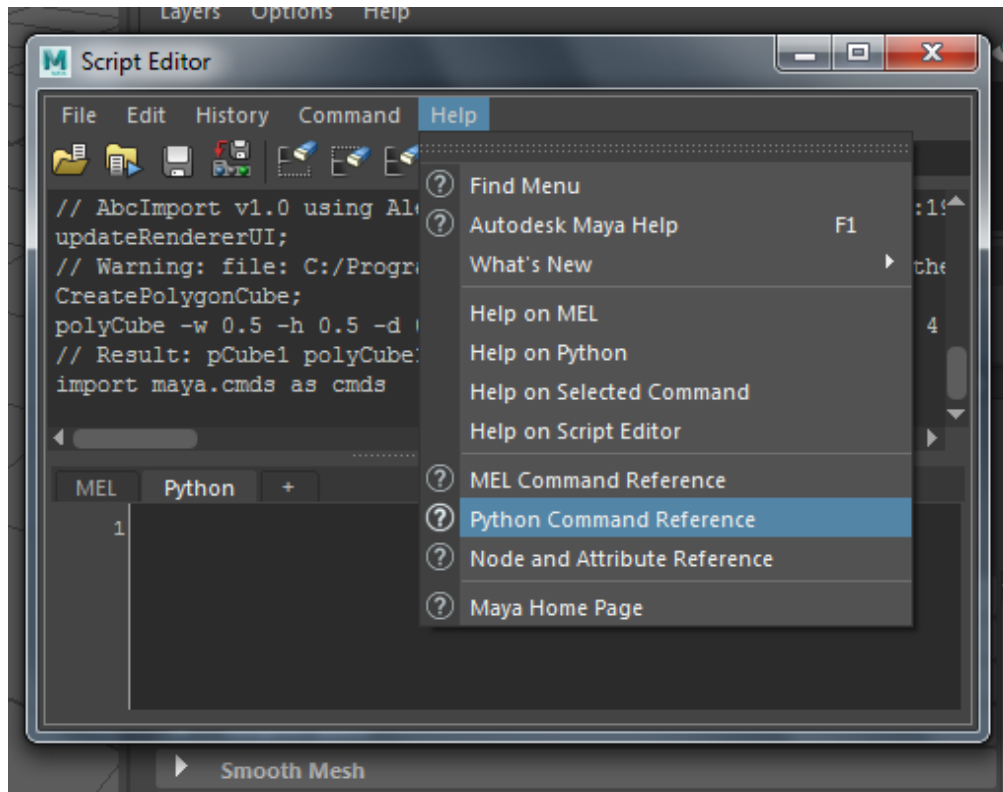 Layers Options Help
Script Editor
File Edit History Command Help
// AbcImport v1.0 using
updateRendererUI;
// Warning: file:
CreatePolygonCube;
polyCube -w 0.5 -h 0.5 -d 4
// Result: pCube1
import maya.cmds as cmds
Find Menu
Autodesk Maya Help F1
What's New
Help on MEL
Help on Python
Help on Selected Command
Help on Script Editor
MEL Command Reference
Python Command Reference
Node and Attribute Reference
Maya Home Page
MEL Python +
1
Smooth Mesh